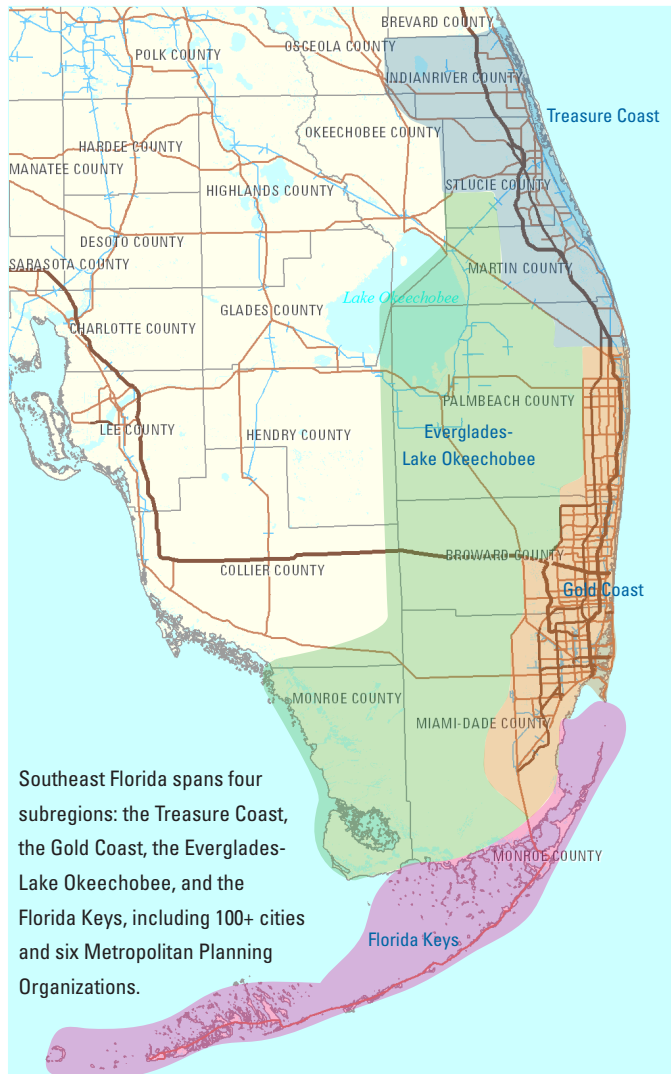 BREVARD COUNTY
OSCEOLA COUNTY
POLK COUNTY
INDIANRIVER COUNTY
Treasure Coast
OKEECHOBEE COUNTY
HARDEE COUNTY
MANATEE COUNTY
STLUCIE COUNTY
HIGHLANDS COUNTY
DESOTO COUNTY
SARASOTA COUNTY
MARTIN COUNTY
Lake Okeechobee
GLADES COUNTY
CHARLOTTE COUNTY
PALMBEACH COUNTY
LEE COUNTY
HENDRY COUNTY
Everglades-
Lake Okeechobee
BROWARD COUNTY
COLLIER COUNTY
Gold Coast
MONROE COUNTY
MIAMI-DADE COUNTY
Southeast Florida spans four
subregions: the Treasure Coast,
the Gold Coast, the Everglades-
Lake Okeechobee, and the
Florida Keys, including 100+ cities
and six Metropolitan Planning
Organizations.
MONROE COUNTY
Florida Keys